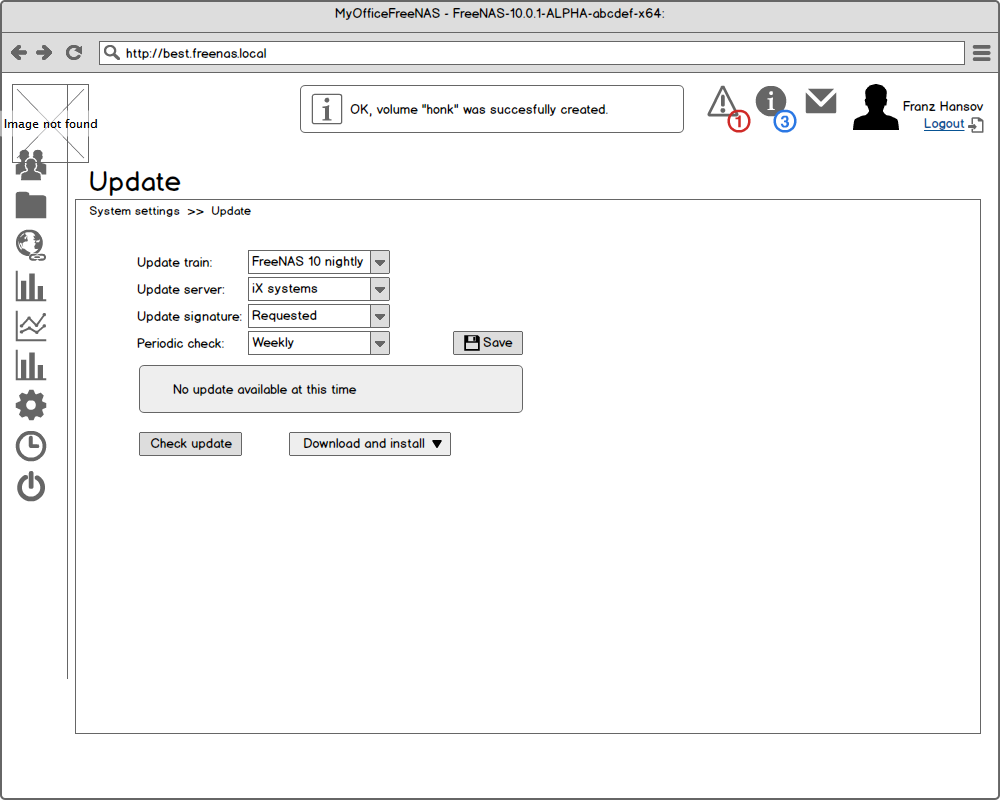 MyOfficeFreeNAS - FreeNAS-10.0.1-ALPHA-abcdef-x64:
http://best.freenas.local
Image not found
OK, volume "honk" was succesfully created.
1
3
Franz Hansov
Logout
Update
System settings >> Update
Update train: FreeNAS 10 nightly
Update server: iX systems
Update signature: Requested
Periodic check: Weekly
Save
No update available at this time
Check update
Download and install